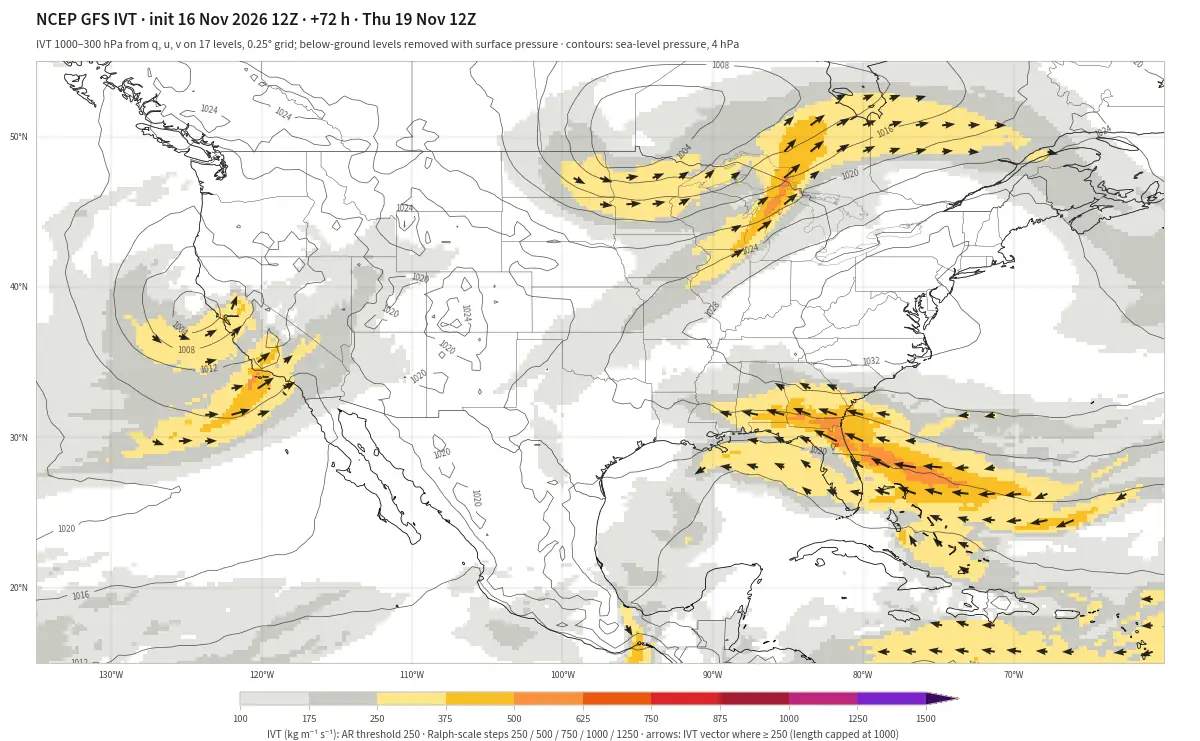 NCEP GFS IVT · init 16 Nov 2026 12Z · +72 h · Thu 19 Nov 12Z
IVT 1000–300 hPa from q, u, v on 17 levels, 0.25° grid; below-ground levels removed with surface pressure · contours: sea-level pressure, 4 hPa
1008
1024
1024
50°N
1004
1016
1024
1020
1024
1024
1020
40°N
1020
1024
1028
1008
1020
1012
1020
1032
30°N
1020
1020
1020
1020
20°N
1016
1012
130°W
120°W
110°W
100°W
90°W
80°W
70°W
100
175
250
375
500
625
750
875
1000
1250
1500
IVT (kg m⁻¹ s⁻¹): AR threshold 250 · Ralph-scale steps 250 / 500 / 750 / 1000 / 1250 · arrows: IVT vector where ≥ 250 (length capped at 1000)